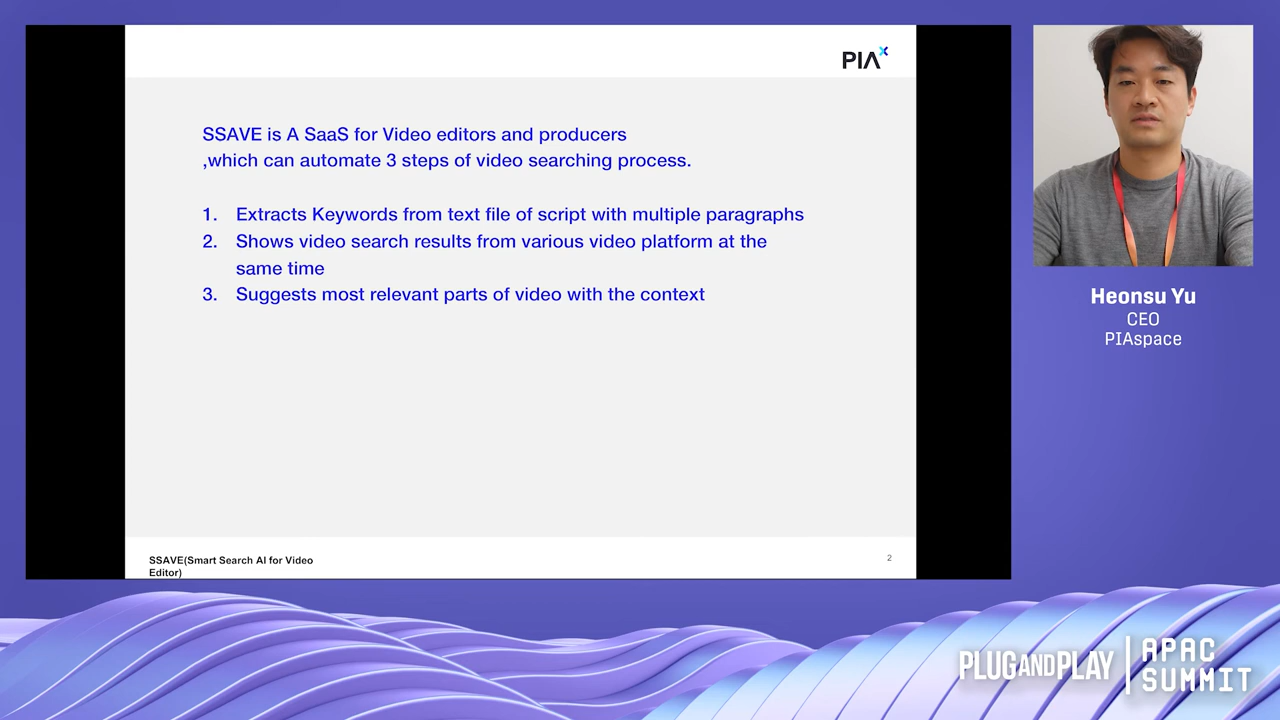 PIAx
SSAVE is A SaaS for Video editors and producers
,which can automate 3 steps of video searching process.
1. Extracts Keywords from text file of script with multiple paragraphs
2. Shows video search results from various video platform at the
same time
3. Suggests most relevant parts of video with the context
SSAVE(Smart Search AI for Video
Editor)
2
Heonsu Yu
CEO
PIAspace
PLUGANDPLAY
APAC
SUMMIT